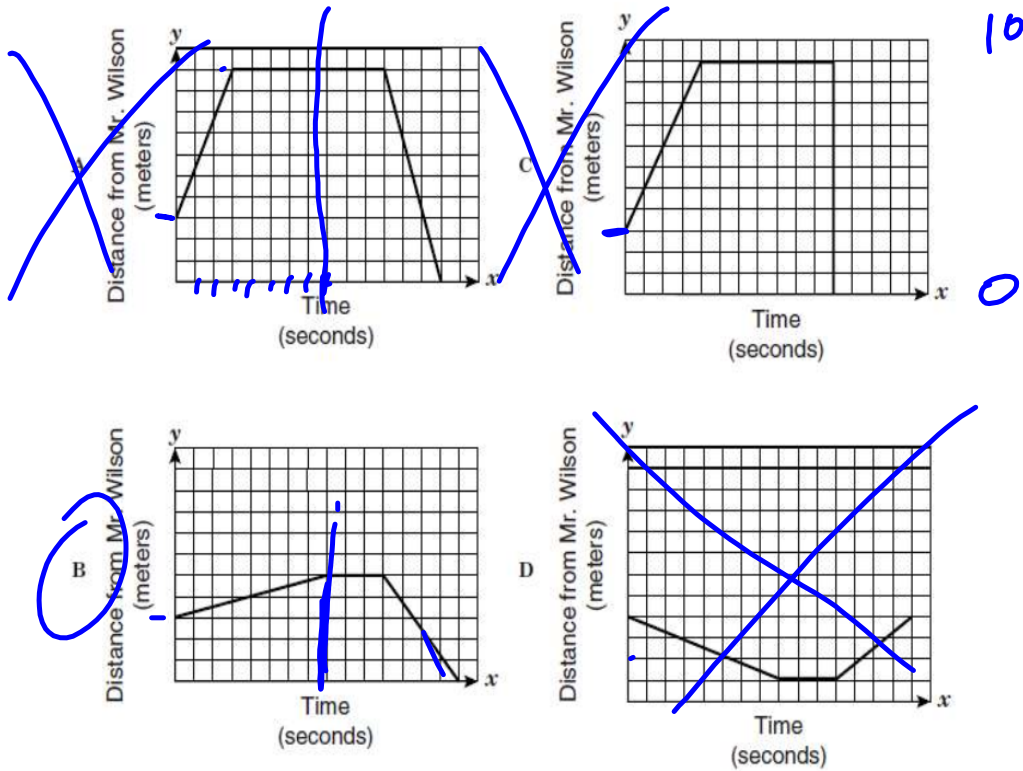 y
Distance from Mr. Wilson
(meters)
A
x
Time
(seconds)
y
Distance from Mr. Wilson
(meters)
C
x
Time
(seconds)
10
0
y
Distance from Mr. Wilson
(meters)
B
x
Time
(seconds)
y
Distance from Mr. Wilson
(meters)
D
x
Time
(seconds)